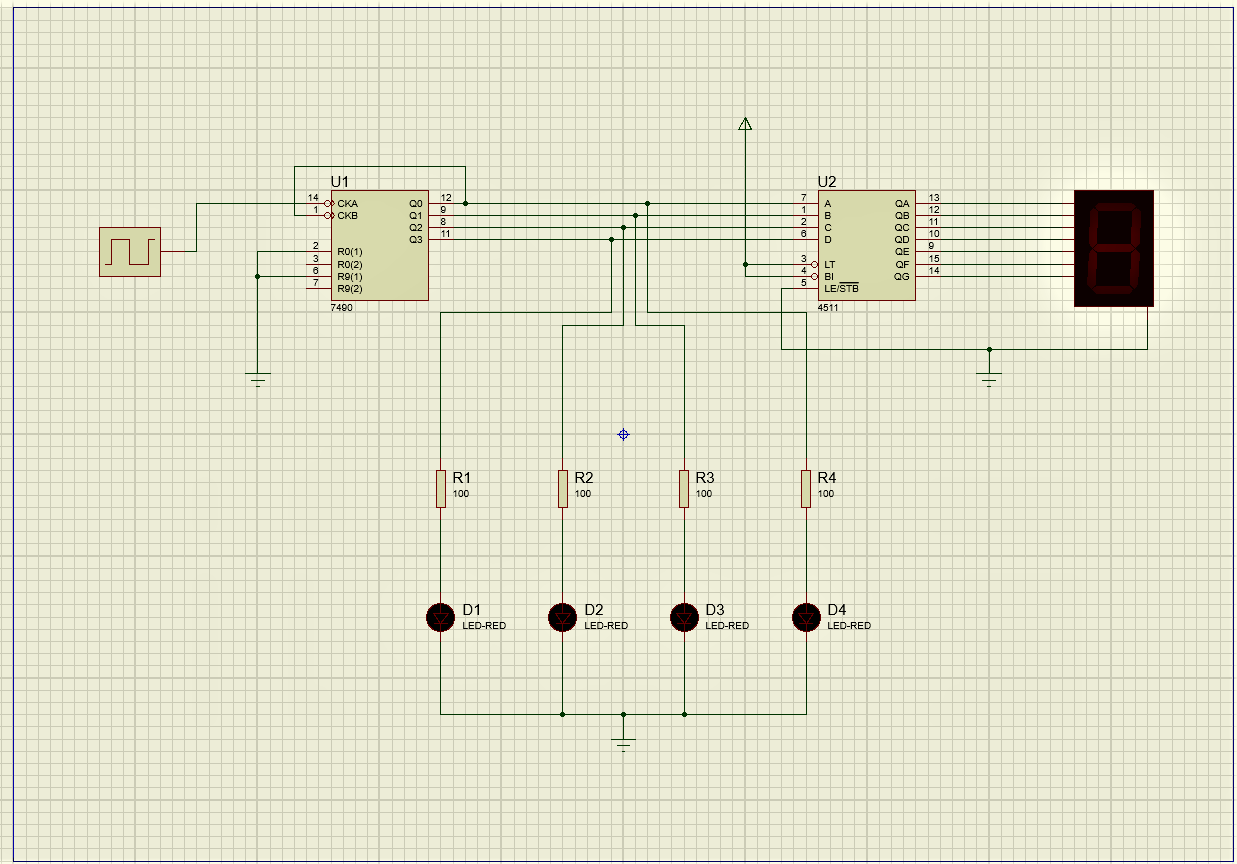 U1
14 CKA Q0 12
1 CKB Q1 9
Q2 8
Q3 11
2 R0(1)
3 R0(2)
6 R9(1)
7 R9(2)
7490
U2
7 A QA 13
1 B QB 12
2 C QC 11
6 D QD 10
QE 9
3 LT QF 15
4 BI QG 14
5 LE/STB
4511
R1
100
R2
100
R3
100
R4
100
D1
LED-RED
D2
LED-RED
D3
LED-RED
D4
LED-RED